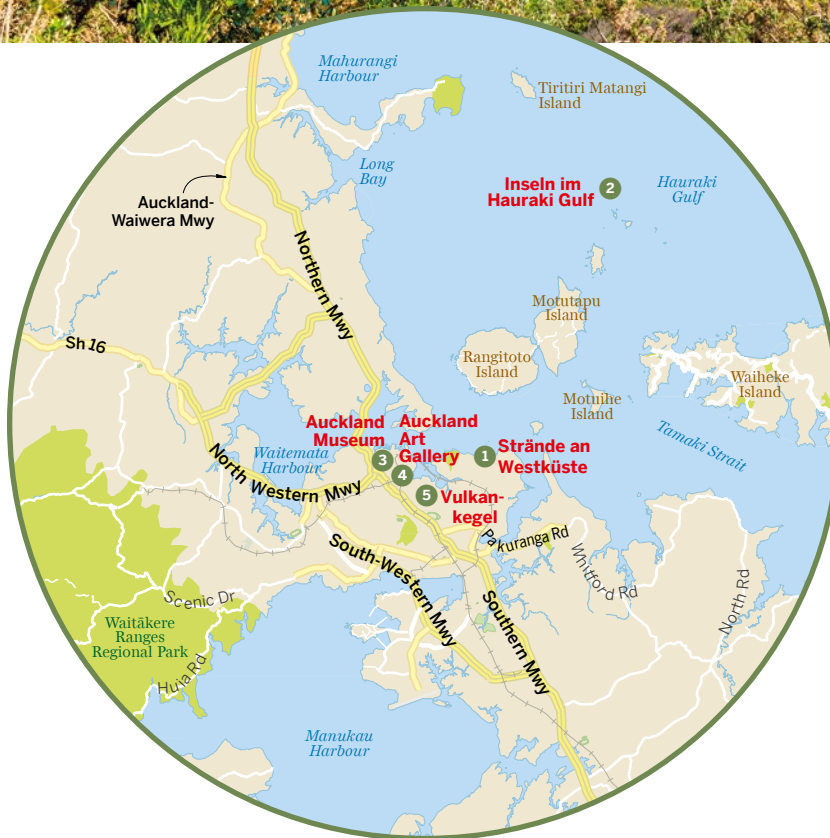 Mahurangi
Harbour
Tiritiri Matangi
Island
Long
Bay
Inseln im
Hauraki Gulf
2
Hauraki
Gulf
Auckland-
Waiwera Mwy
Northern Mwy
Motutapu
Island
Sh 16
Rangitoto
Island
Waiheke
Island
Motuihe
Island
Auckland
Museum
3
Auckland
Art
Gallery
4
1
Strände an
Westküste
Tamaki Strait
Waitemata
Harbour
North Western Mwy
5
Vulkan-
kegel
Pakuranga Rd
Whitford Rd
South-Western Mwy
Southern Mwy
North Rd
Scenic Dr
Waitākere
Ranges
Regional Park
Huia Rd
Manukau
Harbour